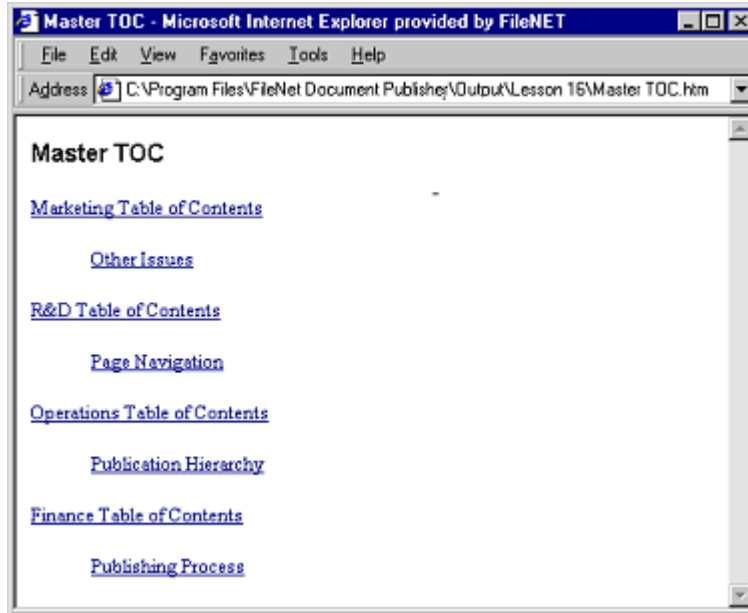 Master TOC - Microsoft Internet Explorer provided by FileNET
File Edit View Favorites Tools Help
Address C:\Program Files\FileNet Document Publisher\Output\Lesson 16\Master TOC.htm
Master TOC
Marketing Table of Contents
Other Issues
R&D Table of Contents
Page Navigation
Operations Table of Contents
Publication Hierarchy
Finance Table of Contents
Publishing Process